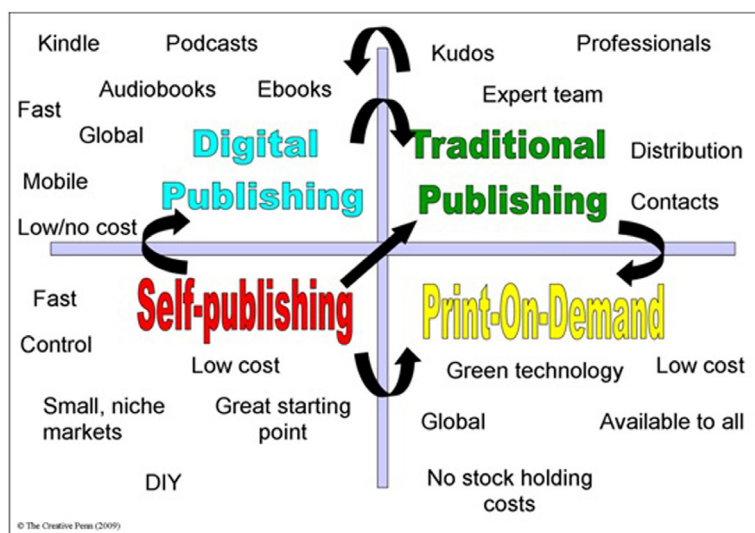 Kindle
Podcasts
Audiobooks
Ebooks
Fast
Global
Digital
Publishing
Mobile
Low/no cost
Kudos
Professionals
Expert team
Traditional
Publishing
Distribution
Contacts
Self-publishing
Fast
Control
Low cost
Small, niche
markets
Great starting
point
DIY
Print-On-Demand
Green technology
Low cost
Global
Available to all
No stock holding
costs
© The Creative Penn (2009)